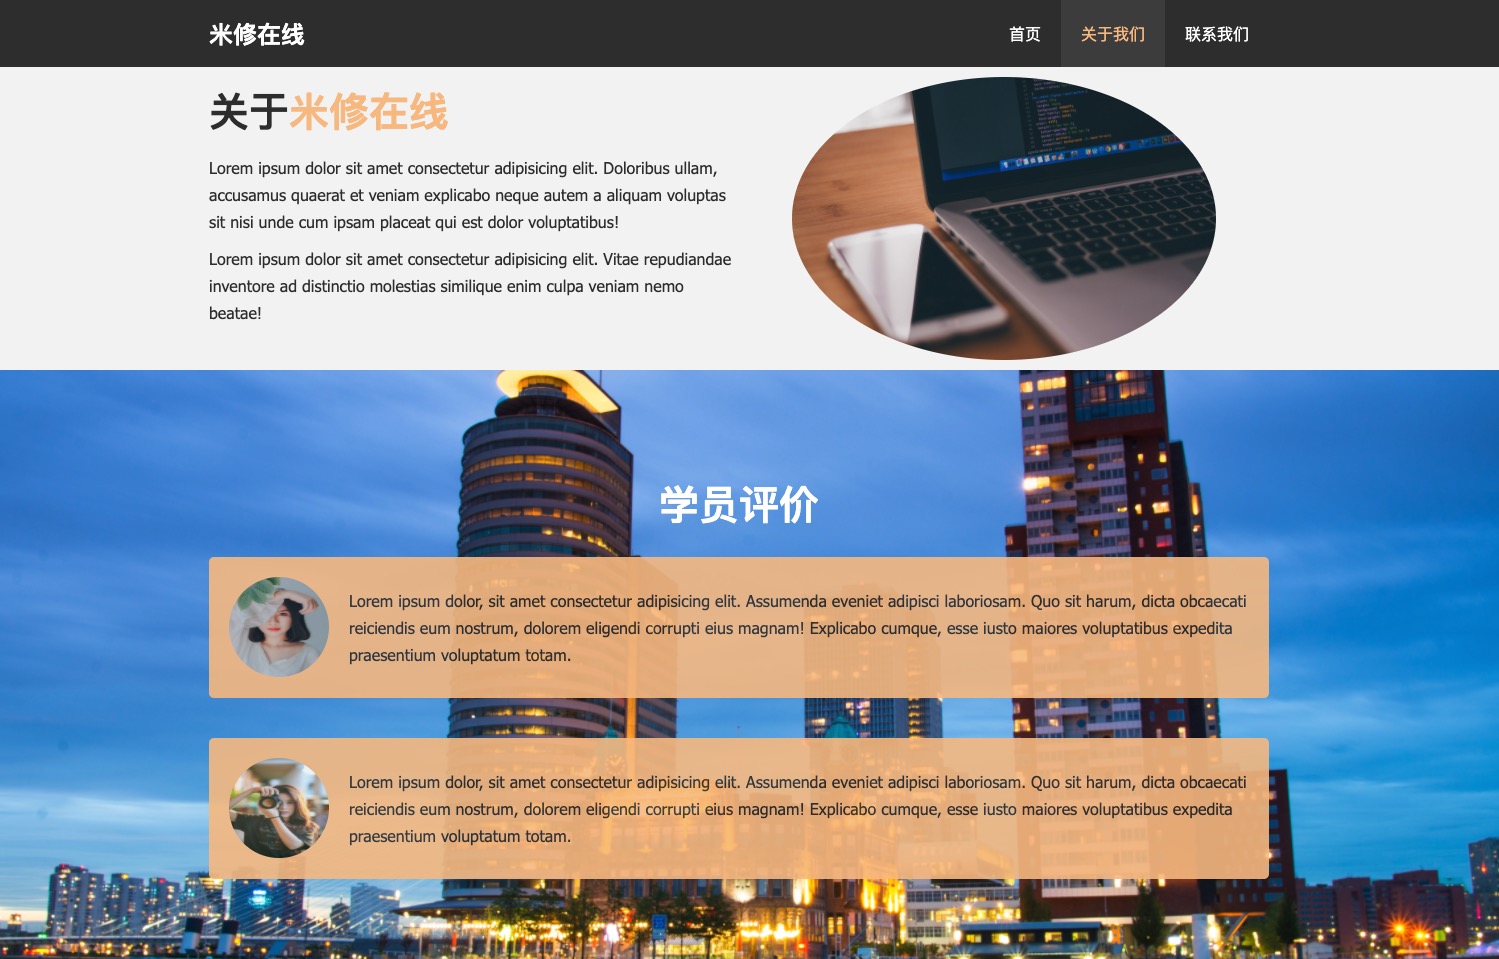 米修在线
首页 关于我们 联系我们
关于米修在线
Lorem ipsum dolor sit amet consectetur adipisicing elit. Doloribus ullam,
accusamus quaerat et veniam explicabo neque autem a aliquam voluptas
sit nisi unde cum ipsam placeat qui est dolor voluptatibus!
Lorem ipsum dolor sit amet consectetur adipisicing elit. Vitae repudiandae
inventore ad distinctio molestias similique enim culpa veniam nemo
beatae!
学员评价
Lorem ipsum dolor, sit amet consectetur adipisicing elit. Assumenda eveniet adipisci laboriosam. Quo sit harum, dicta obcaecati
reiciendis eum nostrum, dolorem eligendi corrupti eius magnam! Explicabo cumque, esse iusto maiores voluptatibus expedita
praesentium voluptatum totam.
Lorem ipsum dolor, sit amet consectetur adipisicing elit. Assumenda eveniet adipisci laboriosam. Quo sit harum, dicta obcaecati
reiciendis eum nostrum, dolorem eligendi corrupti eius magnam! Explicabo cumque, esse iusto maiores voluptatibus expedita
praesentium voluptatum totam.